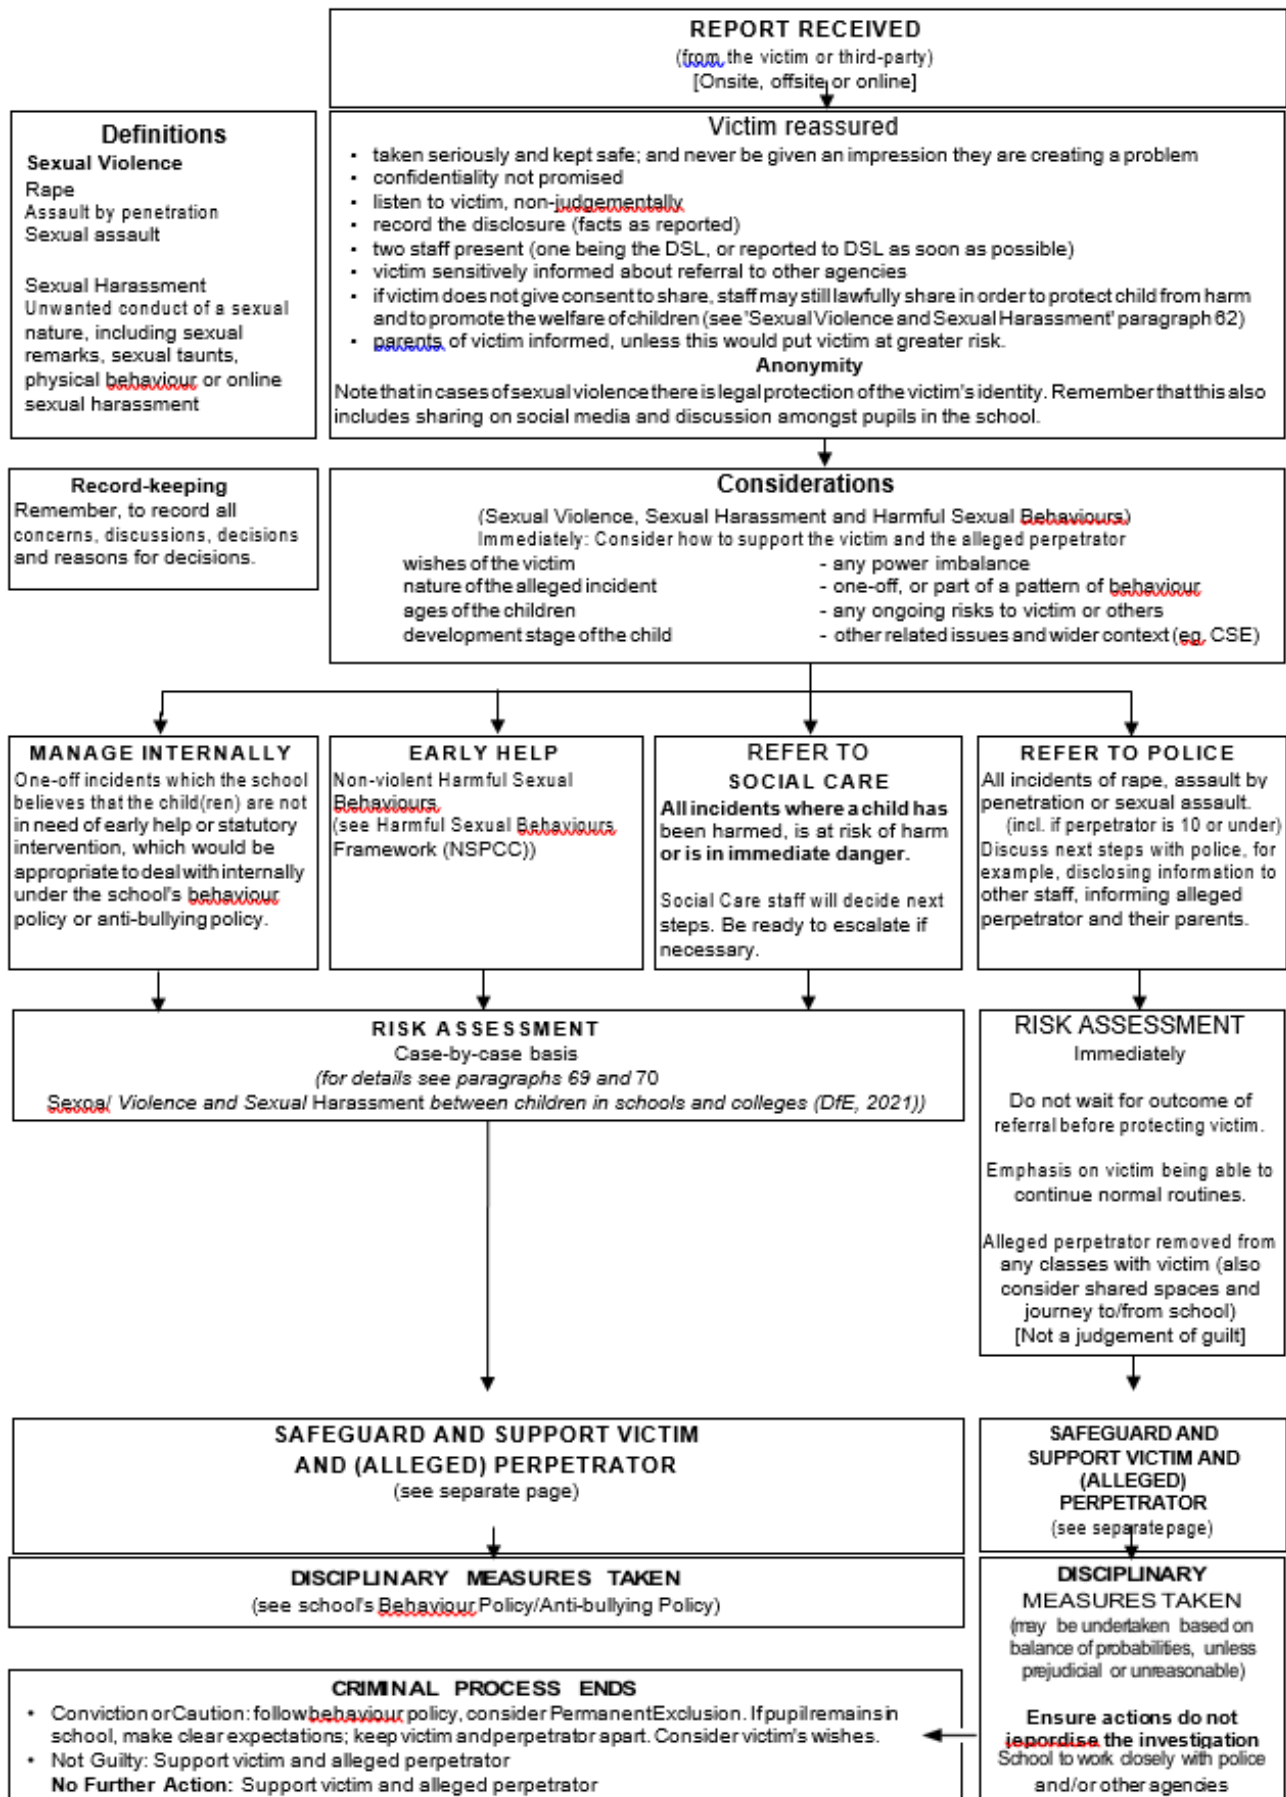 REPORT RECEIVED
(from the victim or third-party)
[Onsite, offsite or online]
Definitions
Sexual Violence
Rape
Assault by penetration
Sexual assault
Sexual Harassment
Unwanted conduct of a sexual
nature, including sexual
remarks, sexual taunts,
physical behaviour or online
sexual harassment
Victim reassured
• taken seriously and kept safe; and never be given an impression they are creating a problem
• confidentiality not promised
• listen to victim, non-judgementally
• record the disclosure (facts as reported)
• two staff present (one being the DSL, or reported to DSL as soon as possible)
• victim sensitively informed about referral to other agencies
• if victim does not give consent to share, staff may still lawfully share in order to protect child from harm
and to promote the welfare of children (see 'Sexual Violence and Sexual Harassment' paragraph 62)
• parents of victim informed, unless this would put victim at greater risk.
Anonymity
Note that in cases of sexual violence there is legal protection of the victim's identity. Remember that this also
includes sharing on social media and discussion amongst pupils in the school.
Record-keeping
Remember, to record all
concerns, discussions, decisions
and reasons for decisions.
Considerations
(Sexual Violence, Sexual Harassment and Harmful Sexual Behaviours)
Immediately: Consider how to support the victim and the alleged perpetrator
wishes of the victim - any power imbalance
nature of the alleged incident - one-off, or part of a pattern of behaviour
ages of the children - any ongoing risks to victim or others
development stage of the child - other related issues and wider context (eg. CSE)
MANAGE INTERNALLY
One-off incidents which the school
believes that the child(ren) are not
in need of early help or statutory
intervention, which would be
appropriate to deal with internally
under the school's behaviour
policy or anti-bullying policy.
EARLY HELP
Non-violent Harmful Sexual
Behaviours
(see Harmful Sexual Behaviours
Framework (NSPCC))
REFER TO
SOCIAL CARE
All incidents where a child has
been harmed, is at risk of harm
or is in immediate danger.
Social Care staff will decide next
steps. Be ready to escalate if
necessary.
REFER TO POLICE
All incidents of rape, assault by
penetration or sexual assault.
(incl. if perpetrator is 10 or under)
Discuss next steps with police, for
example, disclosing information to
other staff, informing alleged
perpetrator and their parents.
RISK ASSESSMENT
Case-by-case basis
(for details see paragraphs 69 and 70
Sexoa/ Violence and Sexual Harassment between children in schools and colleges (DfE, 2021))
RISK ASSESSMENT
Immediately
Do not wait for outcome of
referral before protecting victim.
Emphasis on victim being able to
continue normal routines.
Alleged perpetrator removed from
any classes with victim (also
consider shared spaces and
journey to/from school)
[Not a judgement of guilt]
SAFEGUARD AND SUPPORT VICTIM
AND (ALLEGED) PERPETRATOR
(see separate page)
SAFEGUARD AND
SUPPORT VICTIM AND
(ALLEGED)
PERPETRATOR
(see separate page)
DISCIPLINARY MEASURES TAKEN
(see school's Behaviour Policy/Anti-bullying Policy)
DISCIPLINARY
MEASURES TAKEN
(may be undertaken based on
balance of probabilities, unless
prejudicial or unreasonable)
Ensure actions do not
jepordise the investigation
School to work closely with police
and/or other agencies
CRIMINAL PROCESS ENDS
• Conviction or Caution: follow behaviour policy, consider Permanent Exclusion. If pupil remains in
school, make clear expectations; keep victim and perpetrator apart. Consider victim's wishes.
• Not Guilty: Support victim and alleged perpetrator
No Further Action: Support victim and alleged perpetrator